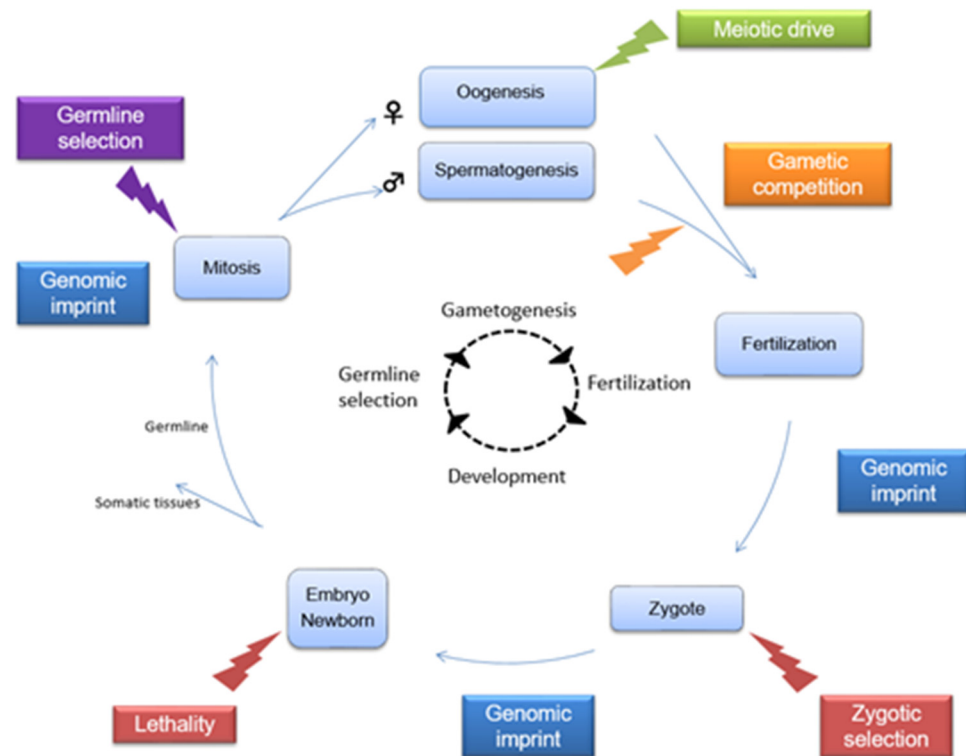 Meiotic drive
Oogenesis
♀
Germline
selection
Gametic
competition
Spermatogenesis
♂
Mitosis
Genomic
imprint
Gametogenesis
Fertilization
Germline
selection
Fertilization
Germline
Development
Genomic
imprint
Somatic tissues
Embryo
Newborn
Zygote
Lethality
Genomic
imprint
Zygotic
selection